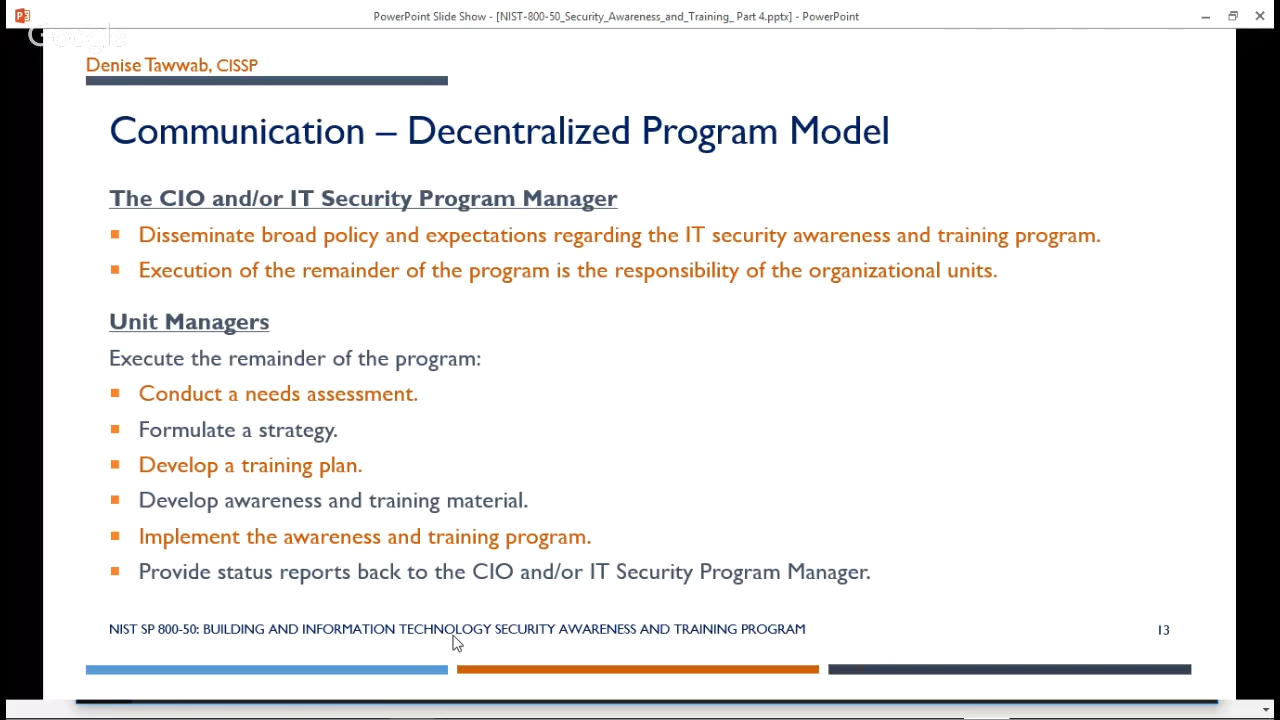 PowerPoint Slide Show - [NIST-800-50_Security_Awareness_and_Training_ Part 4.pptx] - PowerPoint
Google
Denise Tawwab, CISSP
Communication – Decentralized Program Model
The CIO and/or IT Security Program Manager
Disseminate broad policy and expectations regarding the IT security awareness and training program.
Execution of the remainder of the program is the responsibility of the organizational units.
Unit Managers
Execute the remainder of the program:
Conduct a needs assessment.
Formulate a strategy.
Develop a training plan.
Develop awareness and training material.
Implement the awareness and training program.
Provide status reports back to the CIO and/or IT Security Program Manager.
NIST SP 800-50: BUILDING AND INFORMATION TECHNOLOGY SECURITY AWARENESS AND TRAINING PROGRAM
13